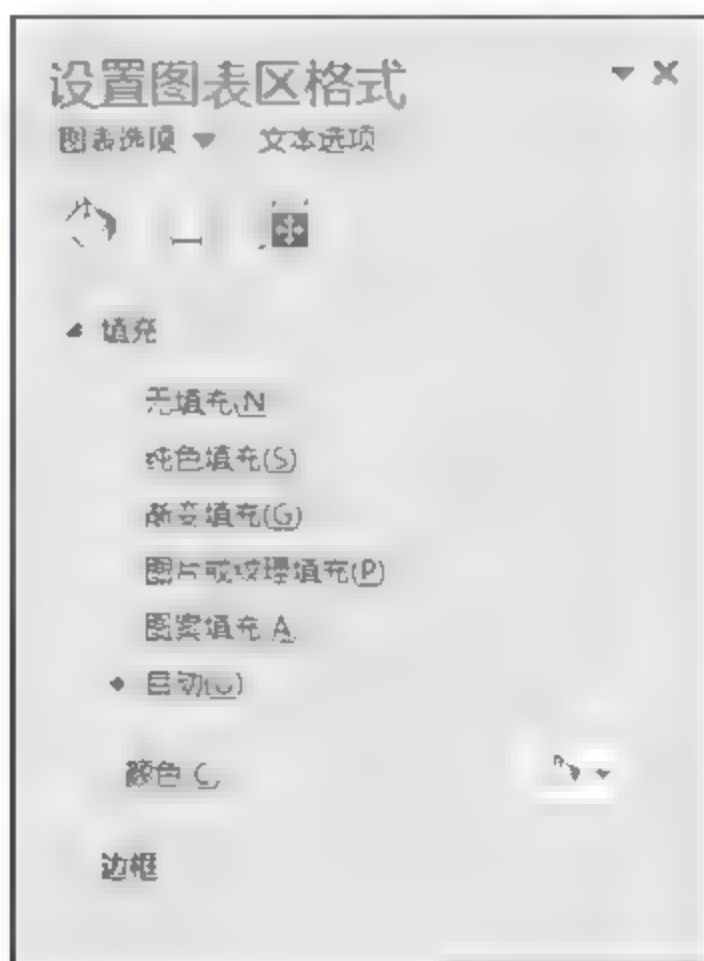 设置图表区格式
图表选项 文本选项
填充
无填充(N
纯色填充(S)
渐变填充(G)
图片或纹理填充(P)
图案填充 A
自动(U)
颜色 C
边框